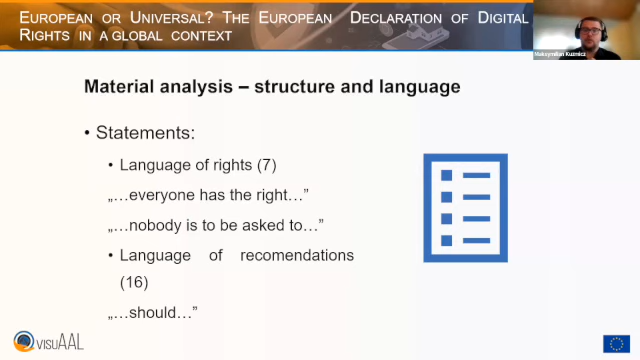 EUROPEAN OR UNIVERSAL? THE EUROPEAN DECLARATION OF DIGITAL
RIGHTS IN A GLOBAL CONTEXT
Maksymilian Kuźmicz
Material analysis – structure and language
• Statements:
• Language of rights (7)
„…everyone has the right…”
„…nobody is to be asked to…”
• Language of recomendations
(16)
„…should…”
visuAAL